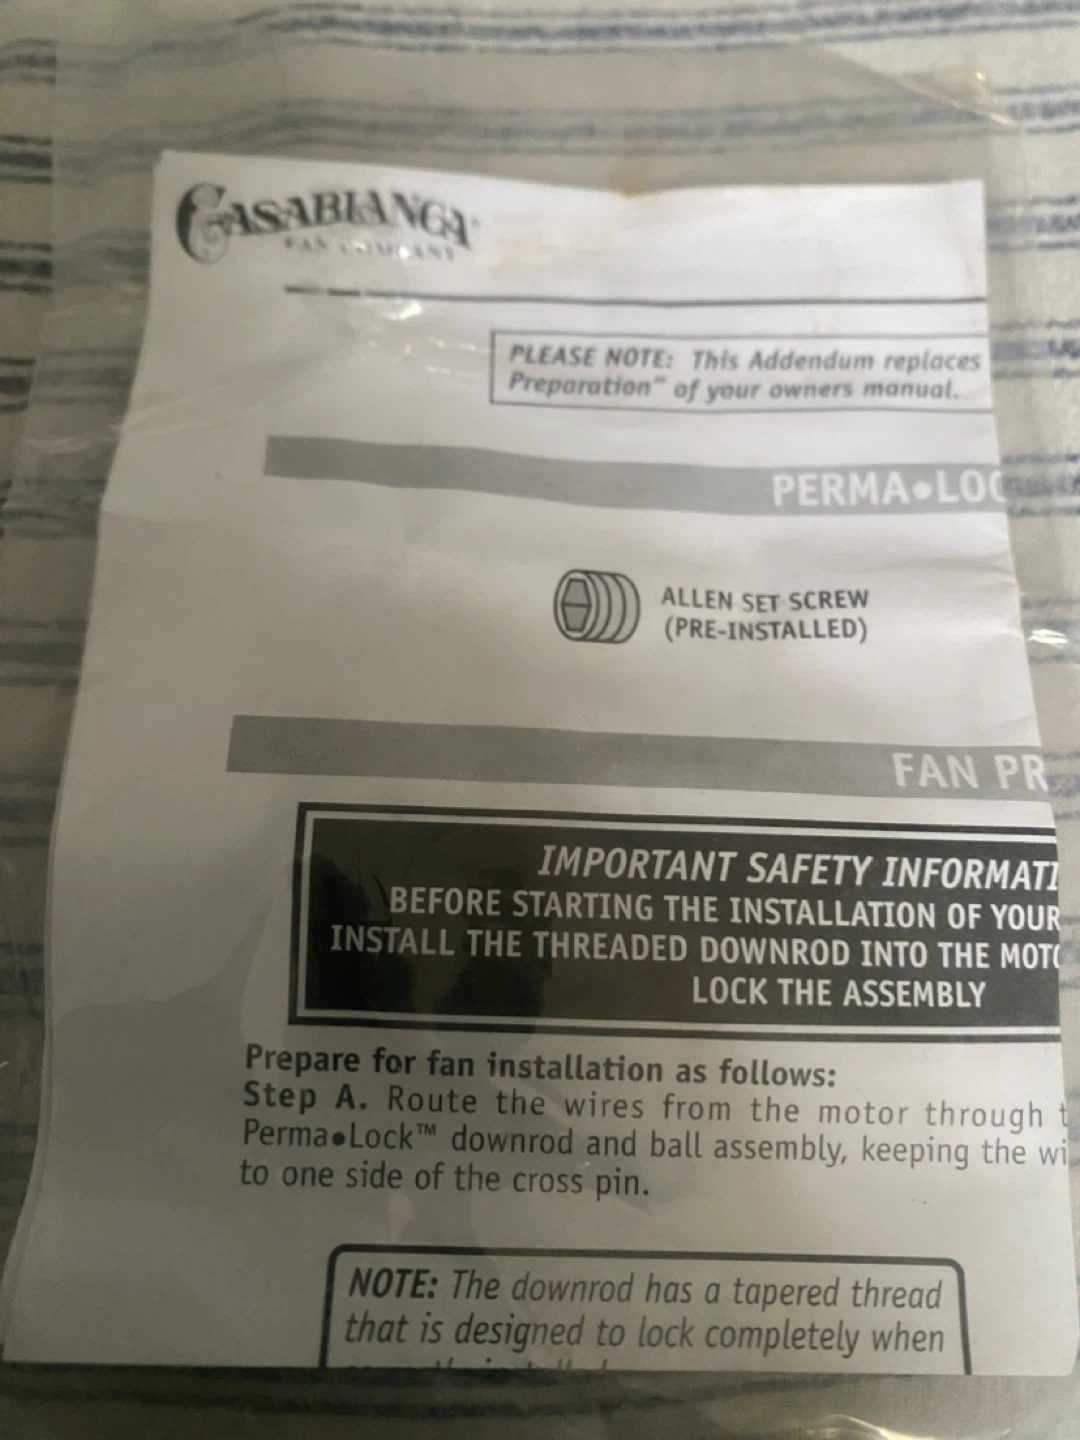 CASABLANCA
FAN COMPANY
PLEASE NOTE: This Addendum replaces
Preparation" of your owners manual.
PERMA•LOC
ALLEN SET SCREW
(PRE-INSTALLED)
FAN PR
IMPORTANT SAFETY INFORMATI
BEFORE STARTING THE INSTALLATION OF YOUR
INSTALL THE THREADED DOWNROD INTO THE MOTO
LOCK THE ASSEMBLY
Prepare for fan installation as follows:
Step A. Route the wires from the motor through t
Perma•Lock™ downrod and ball assembly, keeping the wi
to one side of the cross pin.
NOTE: The downrod has a tapered thread
that is designed to lock completely when